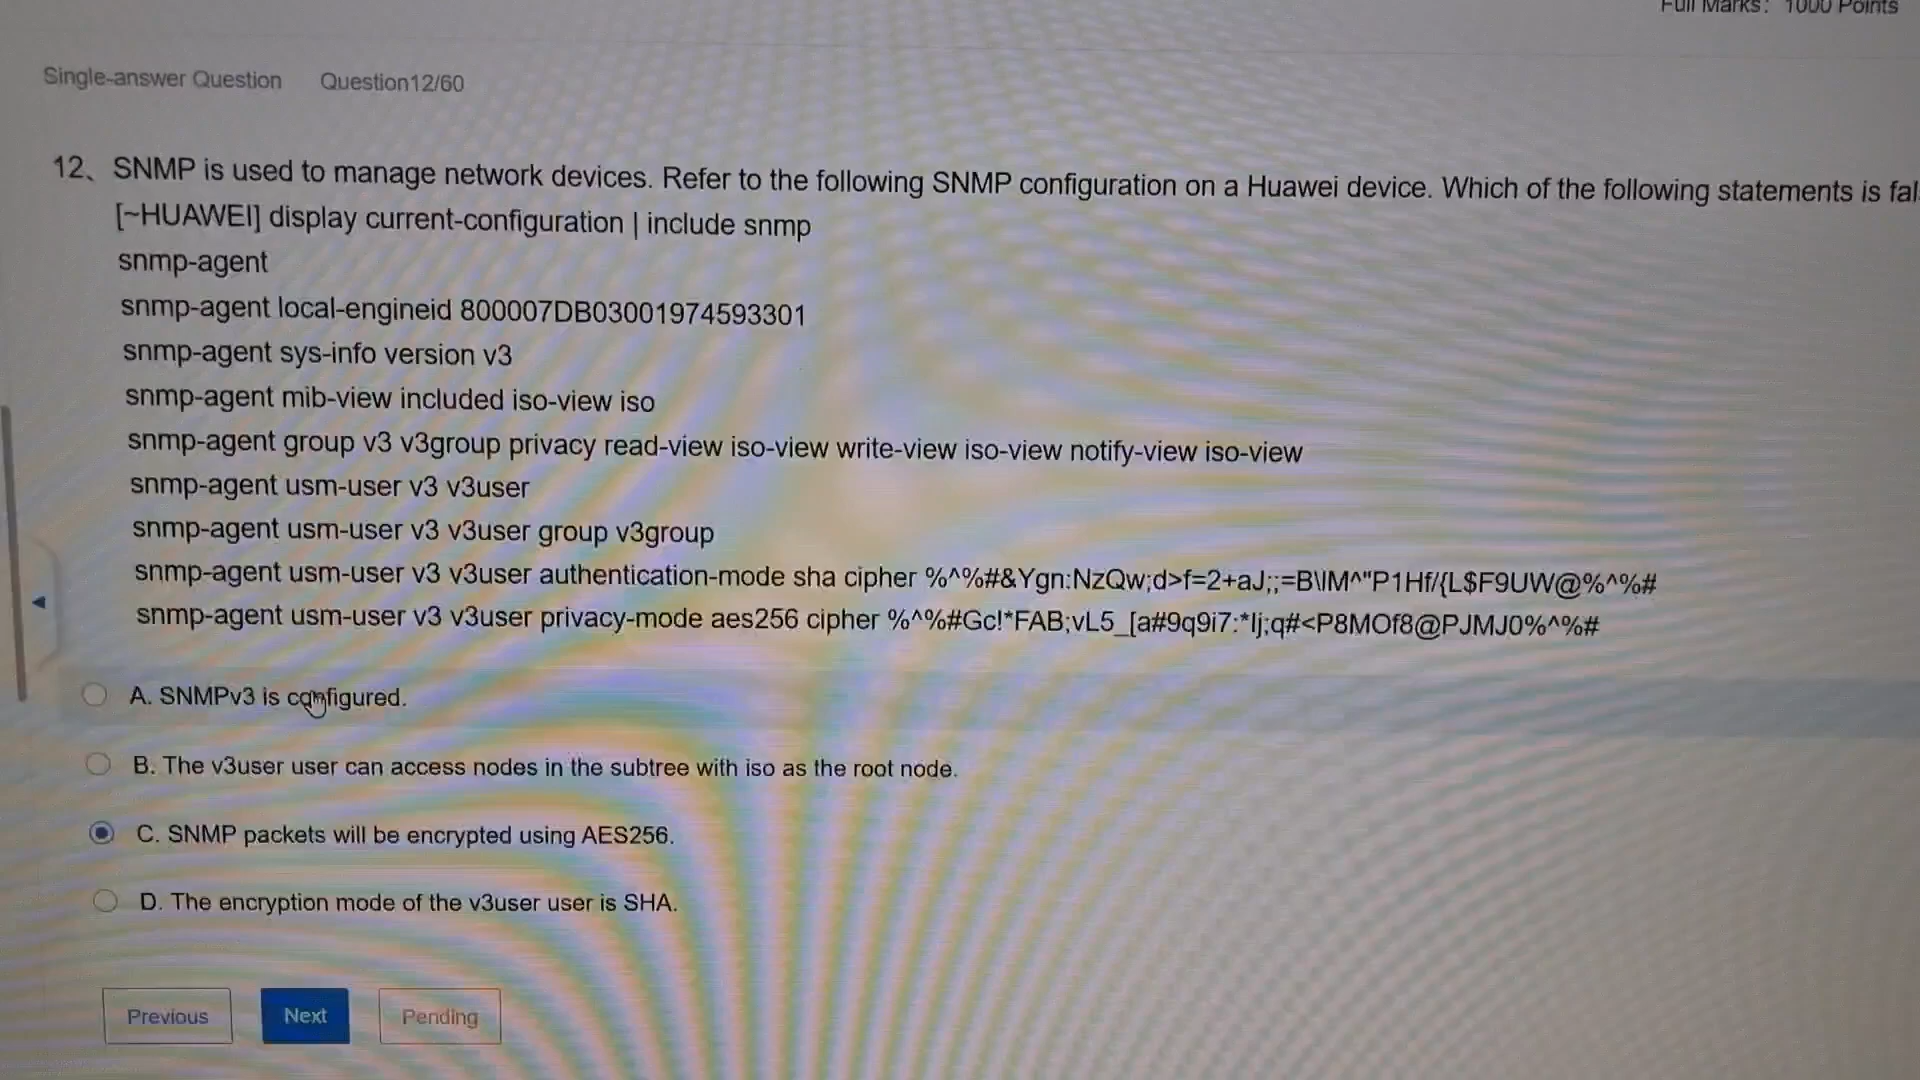 Full Marks: 1000 Points
Single-answer Question Question12/60
12、SNMP is used to manage network devices. Refer to the following SNMP configuration on a Huawei device. Which of the following statements is fal
[~HUAWEI] display current-configuration | include snmp
snmp-agent
snmp-agent local-engineid 800007DB03001974593301
snmp-agent sys-info version v3
snmp-agent mib-view included iso-view iso
snmp-agent group v3 v3group privacy read-view iso-view write-view iso-view notify-view iso-view
snmp-agent usm-user v3 v3user
snmp-agent usm-user v3 v3user group v3group
snmp-agent usm-user v3 v3user authentication-mode sha cipher %^%#&Ygn:NzQw;d>f=2+aJ;;=B\IM^"P1Hf/{L$F9UW@%^%#
snmp-agent usm-user v3 v3user privacy-mode aes256 cipher %^%#Gc!*FAB;vL5_[a#9q9i7:*Ij;q#<P8MOf8@PJMJ0%^%#
A. SNMPv3 is configured.
B. The v3user user can access nodes in the subtree with iso as the root node.
C. SNMP packets will be encrypted using AES256.
D. The encryption mode of the v3user user is SHA.
Previous Next Pending